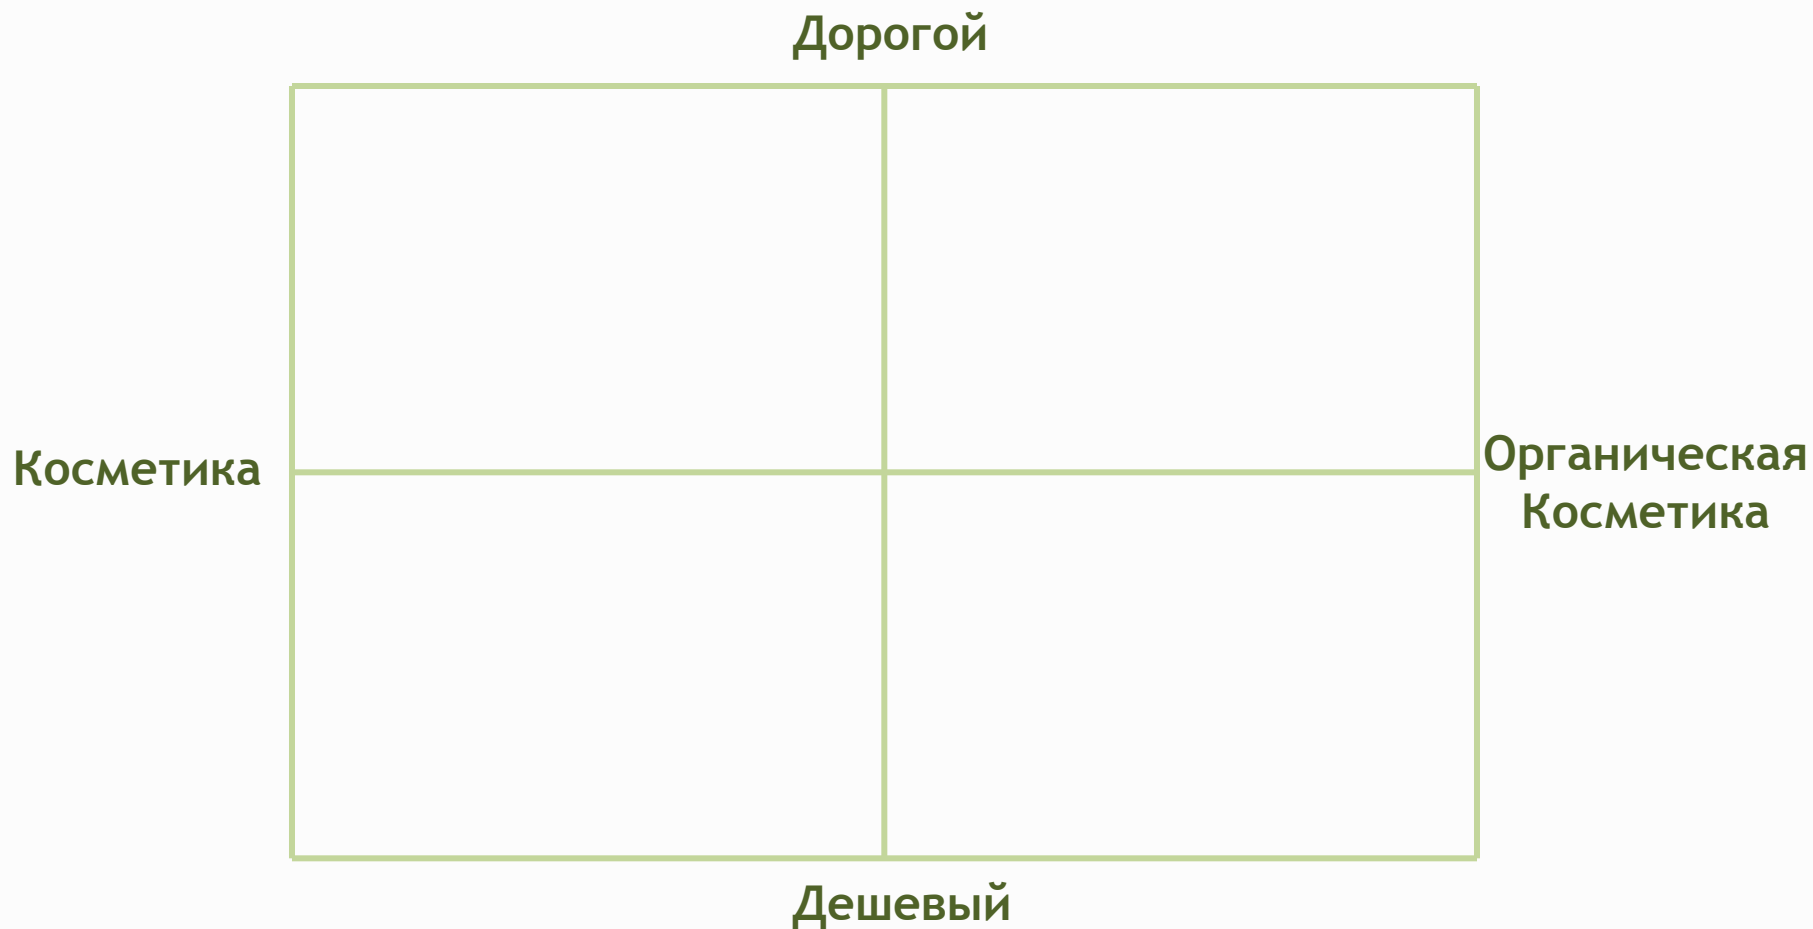 Дорогой
Косметика
Органическая
Косметика
Дешевый